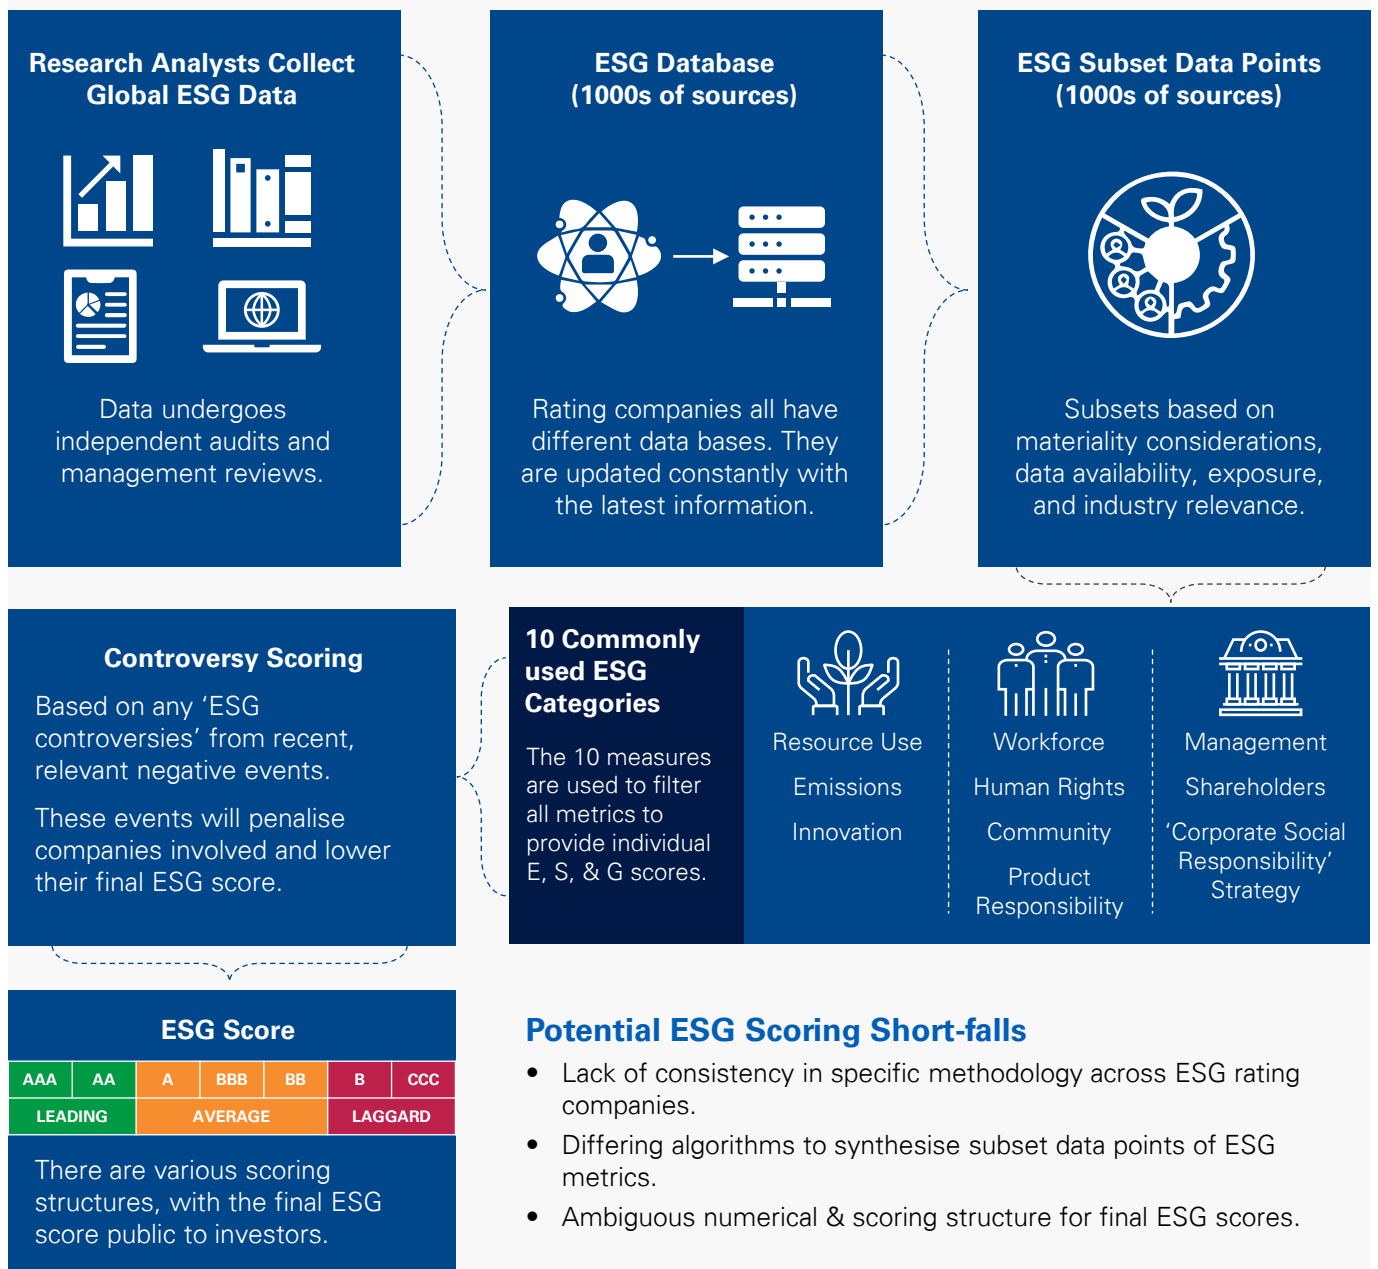 Research Analysts Collect
Global ESG Data
Data undergoes
independent audits and
management reviews.
ESG Database
(1000s of sources)
Rating companies all have
different data bases. They
are updated constantly with
the latest information.
ESG Subset Data Points
(1000s of sources)
Subsets based on
materiality considerations,
data availability, exposure,
and industry relevance.
10 Commonly
used ESG
Categories
The 10 measures
are used to filter
all metrics to
provide individual
E, S, & G scores.
Resource Use
Emissions
Innovation
Workforce
Human Rights
Community
Product
Responsibility
Management
Shareholders
‘Corporate Social
Responsibility’
Strategy
Controversy Scoring
Based on any ‘ESG
controversies’ from recent,
relevant negative events.
These events will penalise
companies involved and lower
their final ESG score.
ESG Score
AAA AA A BBB BB B CCC
LEADING AVERAGE LAGGARD
There are various scoring
structures, with the final ESG
score public to investors.
Potential ESG Scoring Short-falls
• Lack of consistency in specific methodology across ESG rating
companies.
• Differing algorithms to synthesise subset data points of ESG
metrics.
• Ambiguous numerical & scoring structure for final ESG scores.